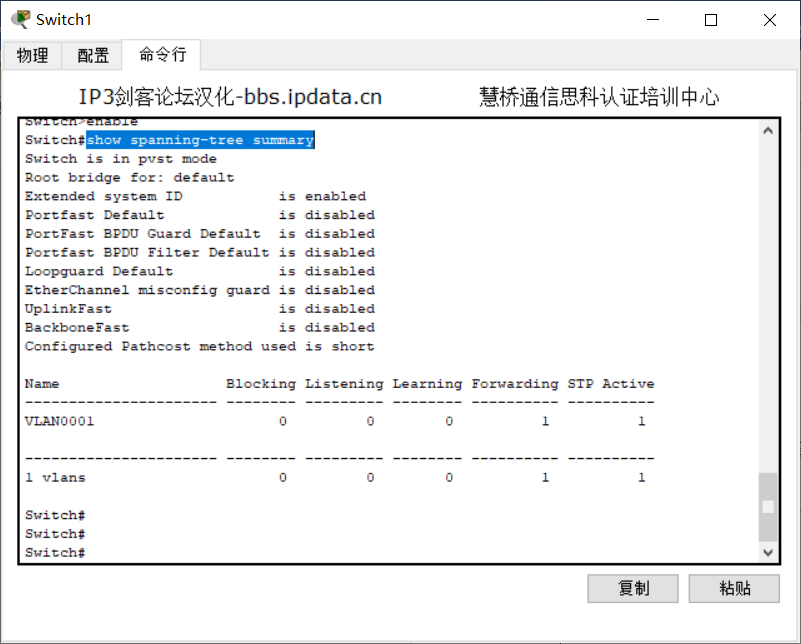 Switch1
物理 配置 命令行
IP3剑客论坛汉化-bbs.ipdata.cn 慧桥通信思科认证培训中心
Switch>enable
Switch#show spanning-tree summary
Switch is in pvst mode
Root bridge for: default
Extended system ID           is enabled
Portfast Default             is disabled
PortFast BPDU Guard Default  is disabled
Portfast BPDU Filter Default is disabled
Loopguard Default            is disabled
EtherChannel misconfig guard is disabled
UplinkFast                   is disabled
BackboneFast                 is disabled
Configured Pathcost method used is short
Name                   Blocking Listening Learning Forwarding STP Active
---------------------- -------- --------- -------- ---------- ----------
VLAN0001                     0         0        0          1          1
---------------------- -------- --------- -------- ---------- ----------
1 vlans                      0         0        0          1          1
Switch#
Switch#
Switch#
复制 粘贴